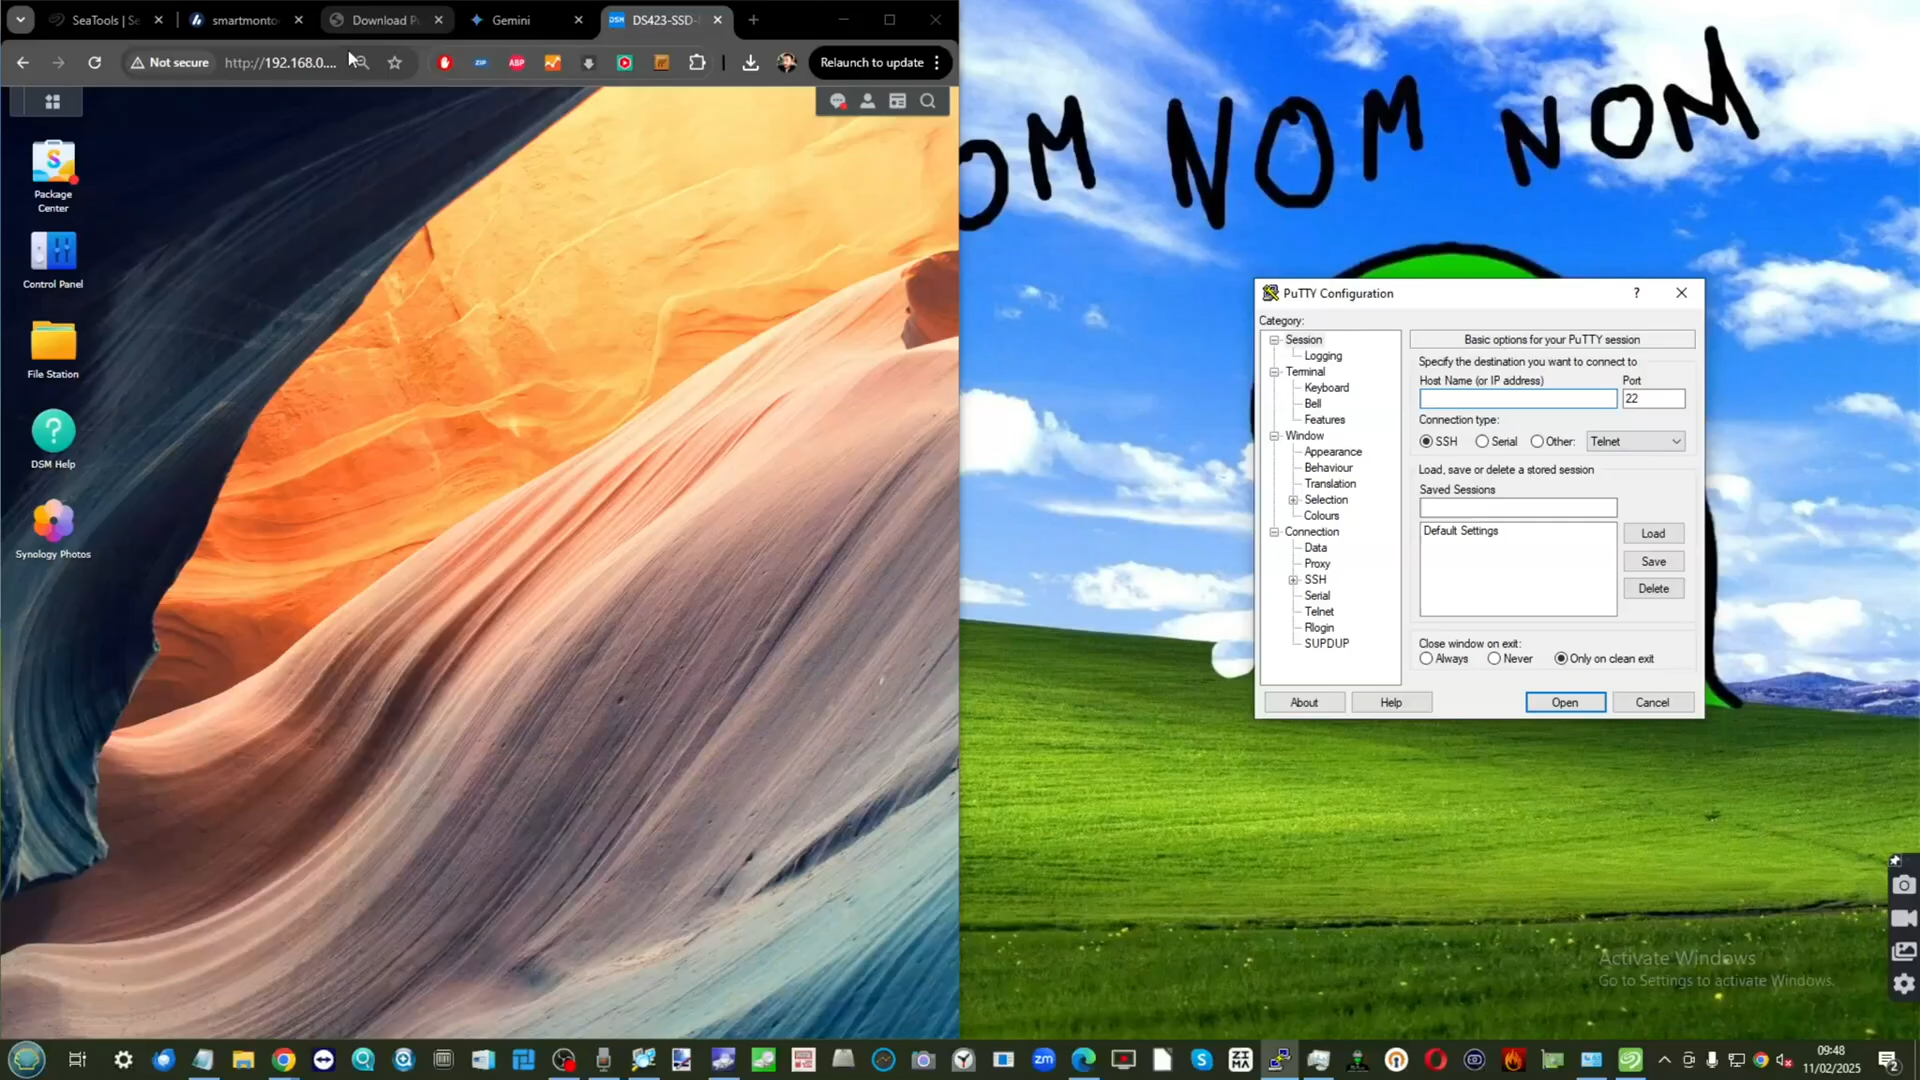 SeaTools | S
smartmonto
Download P
Gemini
DS423-SSD-
Not secure
http://192.168.0....
ZIP
ABP
Relaunch to update
Package
Center
Control Panel
File Station
DSM Help
Synology Photos
OM NOM NOM
PuTTY Configuration
?
Category:
Session
Logging
Terminal
Keyboard
Bell
Features
Window
Appearance
Behaviour
Translation
Selection
Colours
Connection
Data
Proxy
SSH
Serial
Telnet
Rlogin
SUPDUP
Basic options for your PuTTY session
Specify the destination you want to connect to
Host Name (or IP address)
Port
22
Connection type:
SSH
Serial
Other:
Telnet
Load, save or delete a stored session
Saved Sessions
Default Settings
Load
Save
Delete
Close window on exit:
Always
Never
Only on clean exit
About
Help
Open
Cancel
Activate Windows
Go to Settings to activate Windows.
zm
09:48
11/02/2025
2